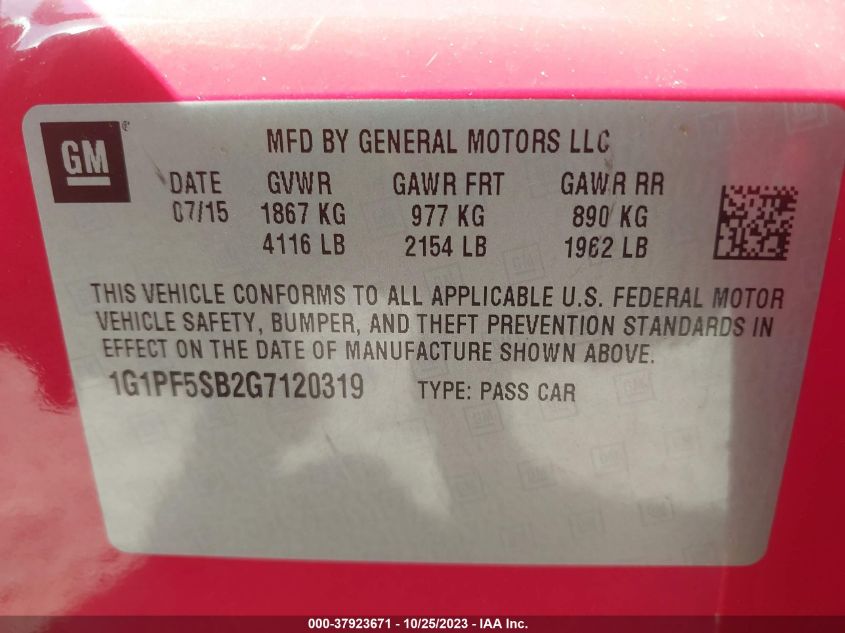 GM
MFD BY GENERAL MOTORS LLC
DATE GVWR GAWR FRT GAWR RR
07/15 1867 KG 977 KG 890 KG
4116 LB 2154 LB 1962 LB
THIS VEHICLE CONFORMS TO ALL APPLICABLE U.S. FEDERAL MOTOR
VEHICLE SAFETY, BUMPER, AND THEFT PREVENTION STANDARDS IN
EFFECT ON THE DATE OF MANUFACTURE SHOWN ABOVE.
1G1PF5SB2G7120319 TYPE: PASS CAR
000-37923671 - 10/25/2023 - IAA Inc.